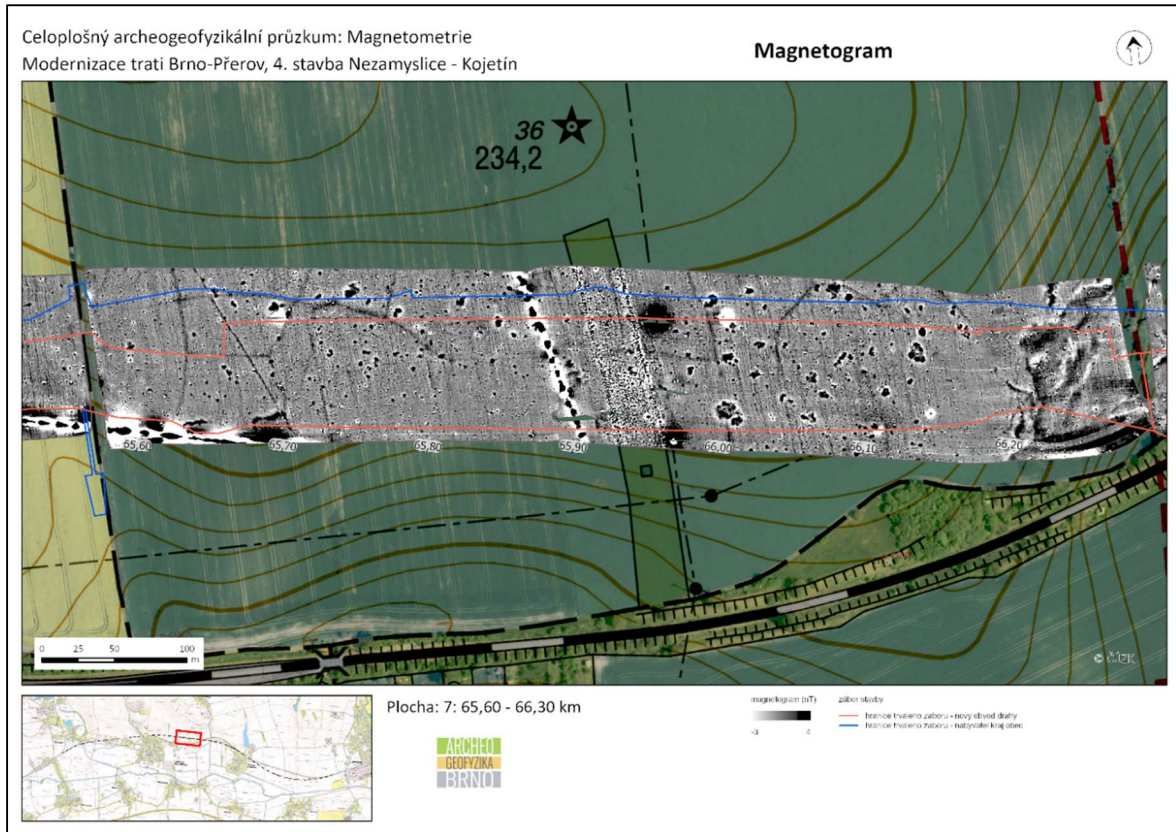 Celoplošný archeogeofyzikální průzkum: Magnetometrie
Modernizace trati Brno-Přerov, 4. stavba Nezamyslice - Kojetín
Magnetogram
36
234,2
65,60
65,70
65,80
65,90
66,00
66,10
66,20
0 25 50 100
m
© ČÚZK
Plocha: 7: 65,60 - 66,30 km
ARCHEO
GEOFYZIKA
BRNO
magnetogram (nT)
zábor stavby
hranice trvalého záboru - nový obvod dráhy
hranice trvalého záboru - nabyvatel kraj obec